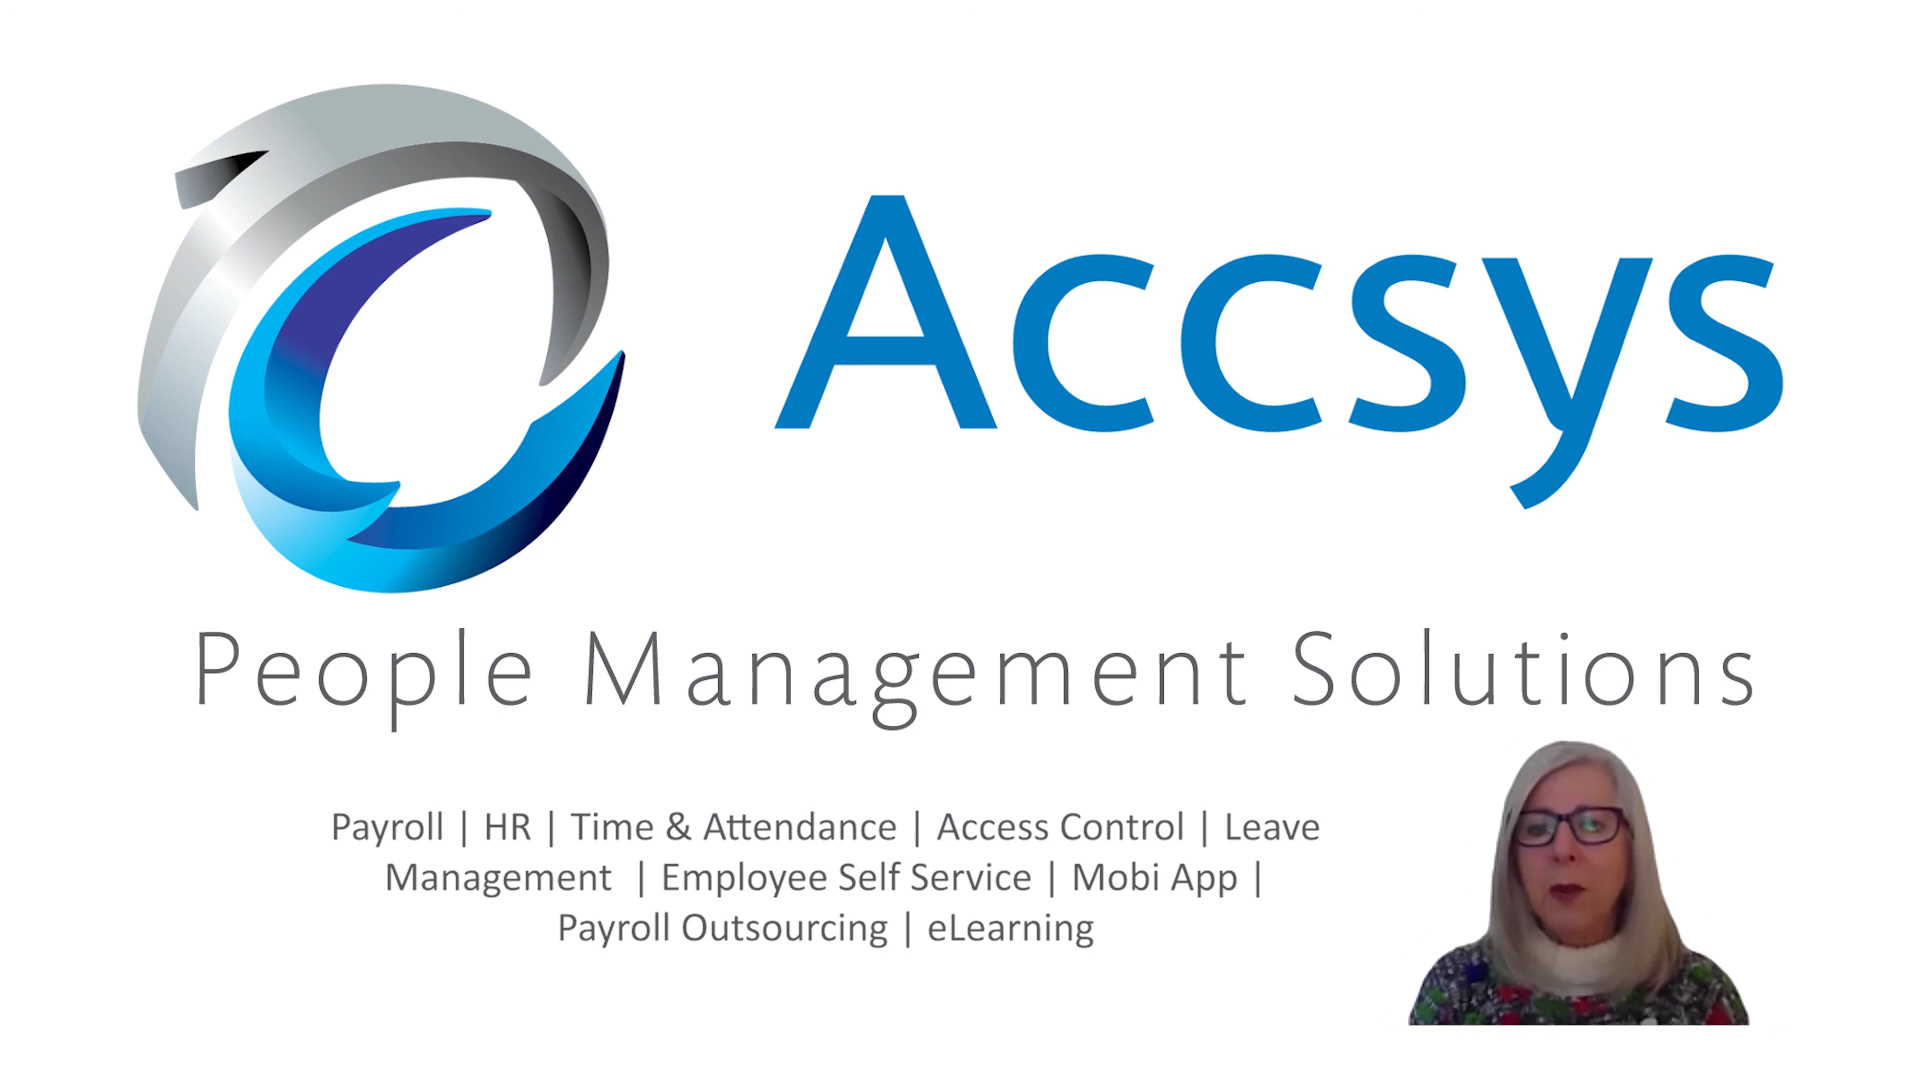 Accsys
People Management Solutions
Payroll | HR | Time & Attendance | Access Control | Leave
Management | Employee Self Service | Mobi App |
Payroll Outsourcing | eLearning